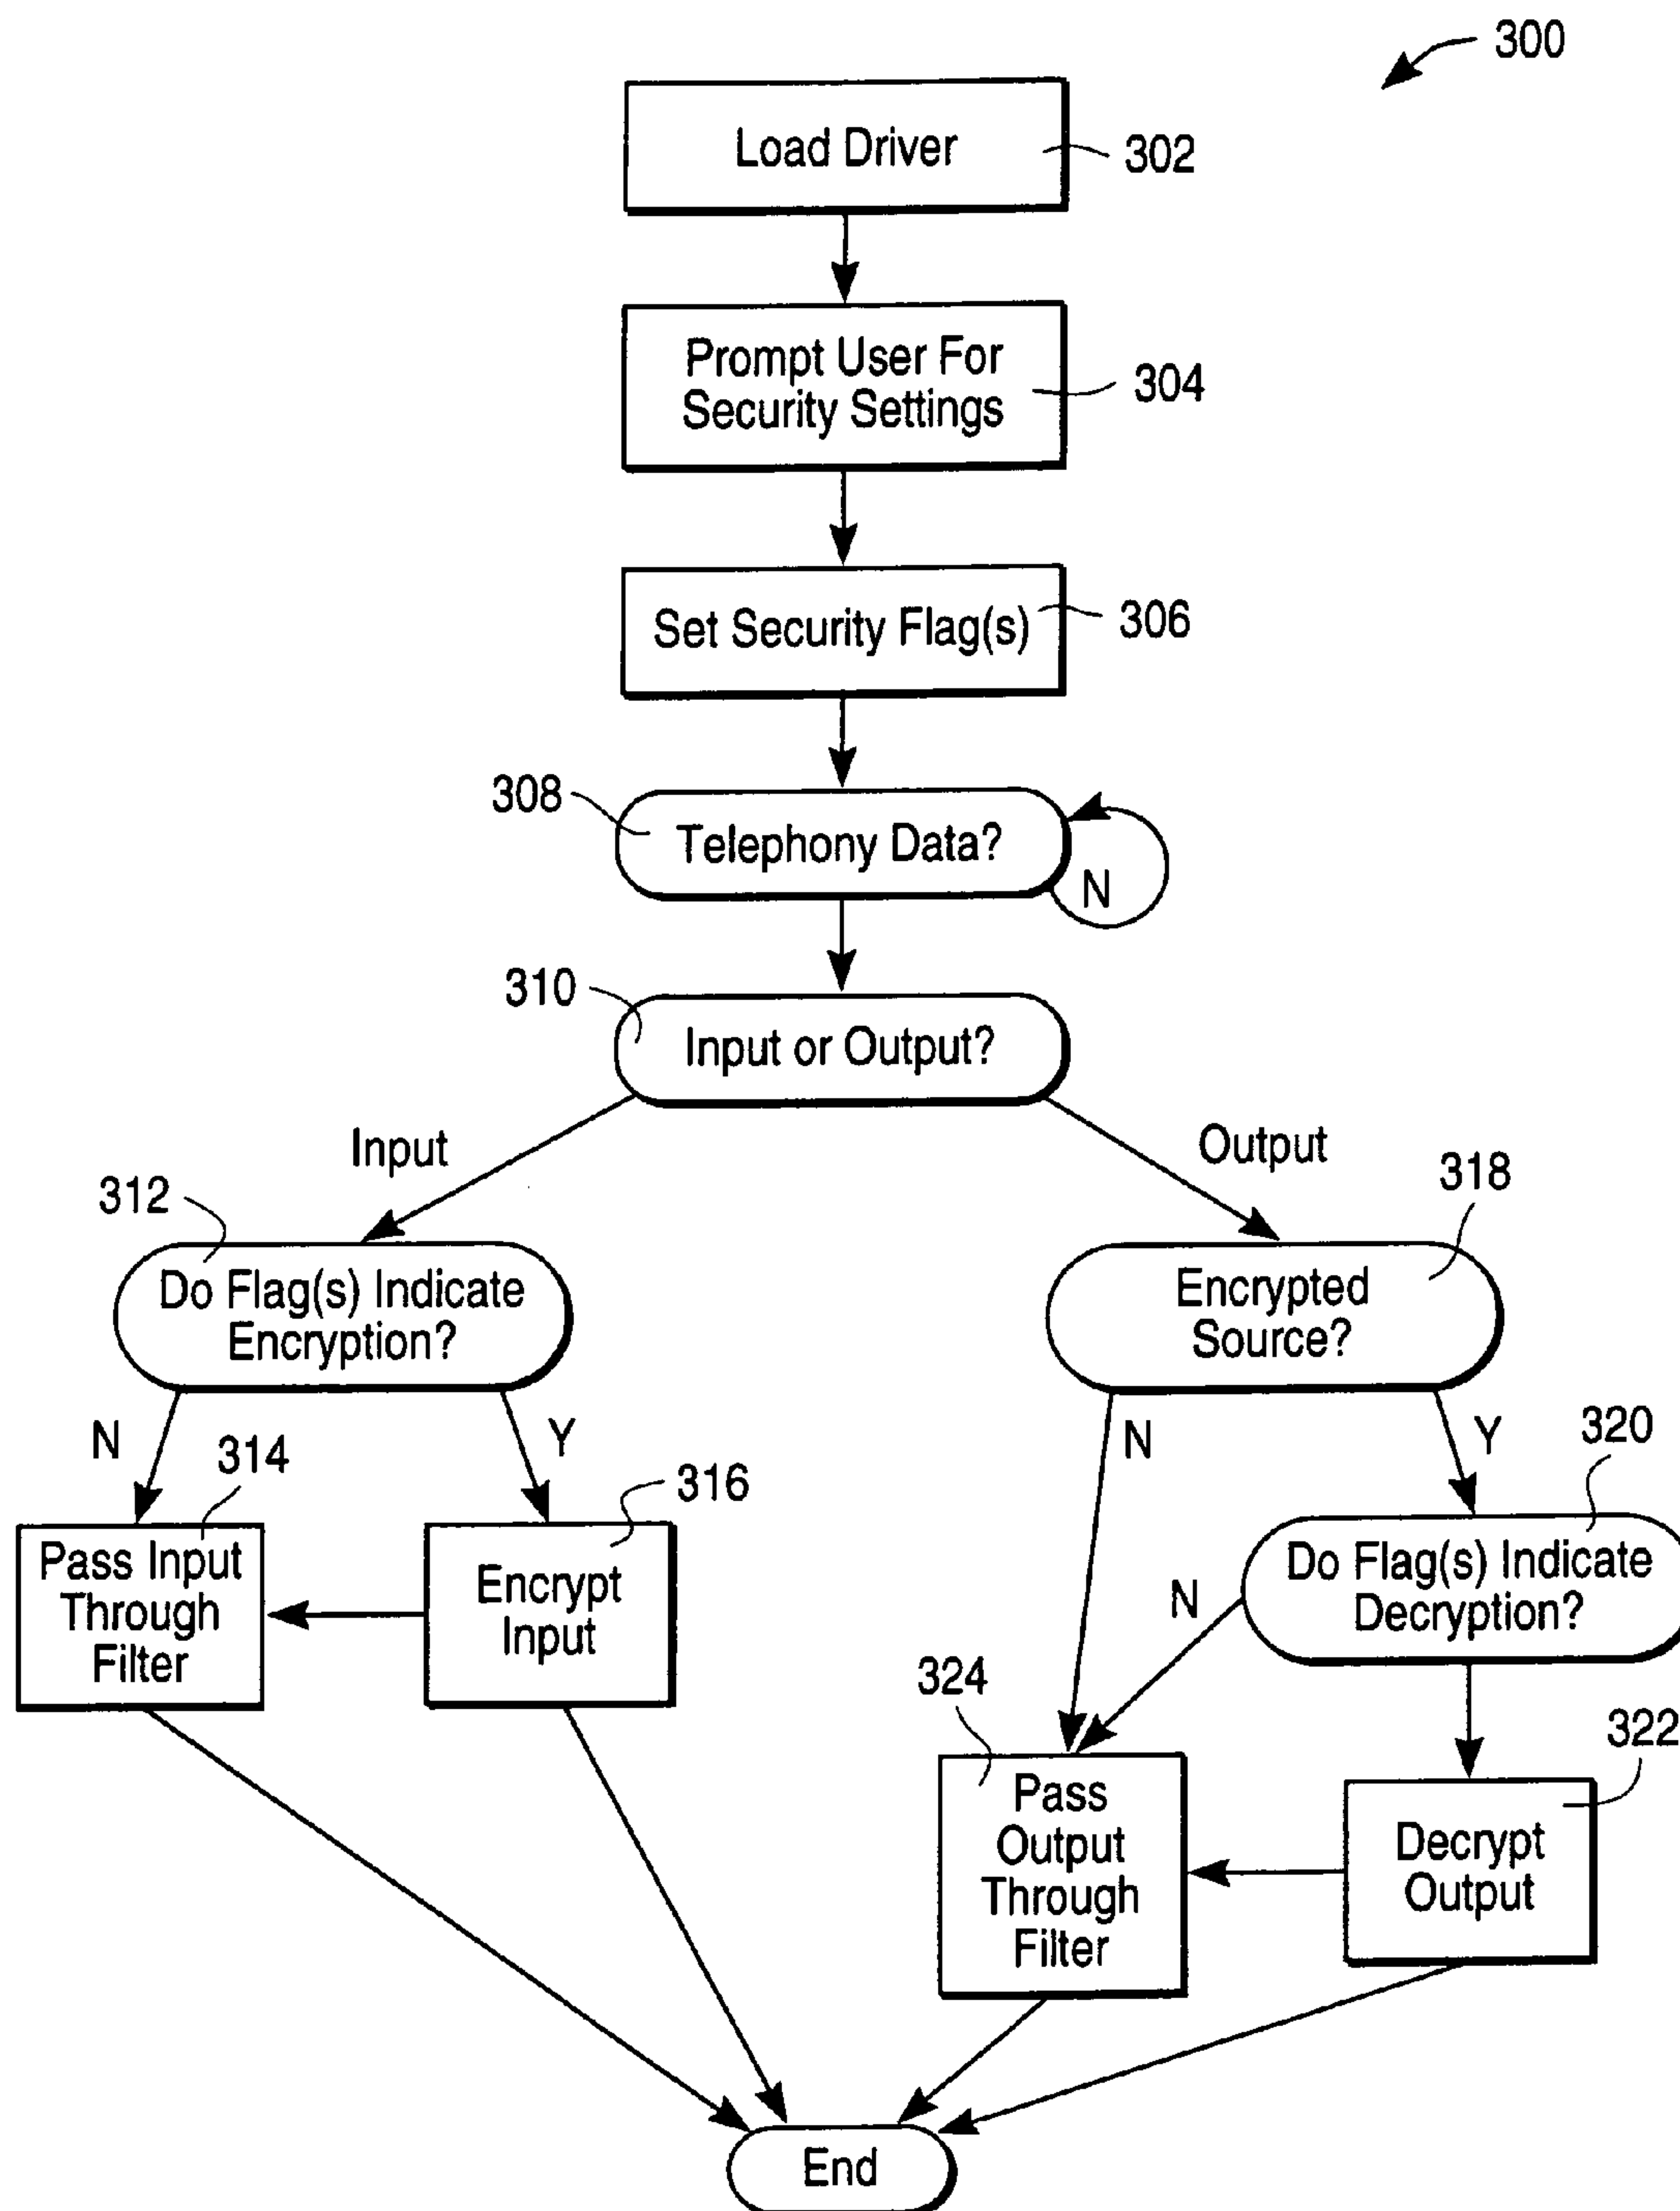 300
Load Driver
302
Prompt User For
Security Settings
304
Set Security Flag(s)
306
308
Telephony Data?
N
310
Input or Output?
Input
Output
312
318
Do Flag(s) Indicate
Encryption?
Encrypted
Source?
N
314
Y
316
N
Y
320
Pass Input
Through
Filter
Encrypt
Input
Do Flag(s) Indicate
Decryption?
N
324
322
Pass
Output
Through
Filter
Decrypt
Output
End